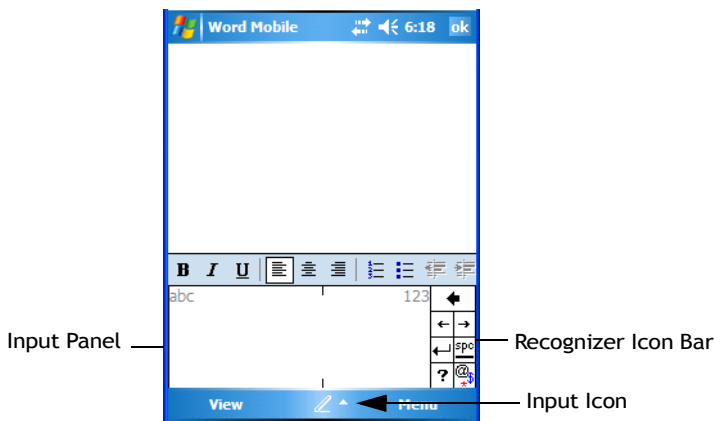 Word Mobile 6:18 ok
B I U
abc 123
spc
? @$*
Input Panel
Recognizer Icon Bar
View Menu
Input Icon